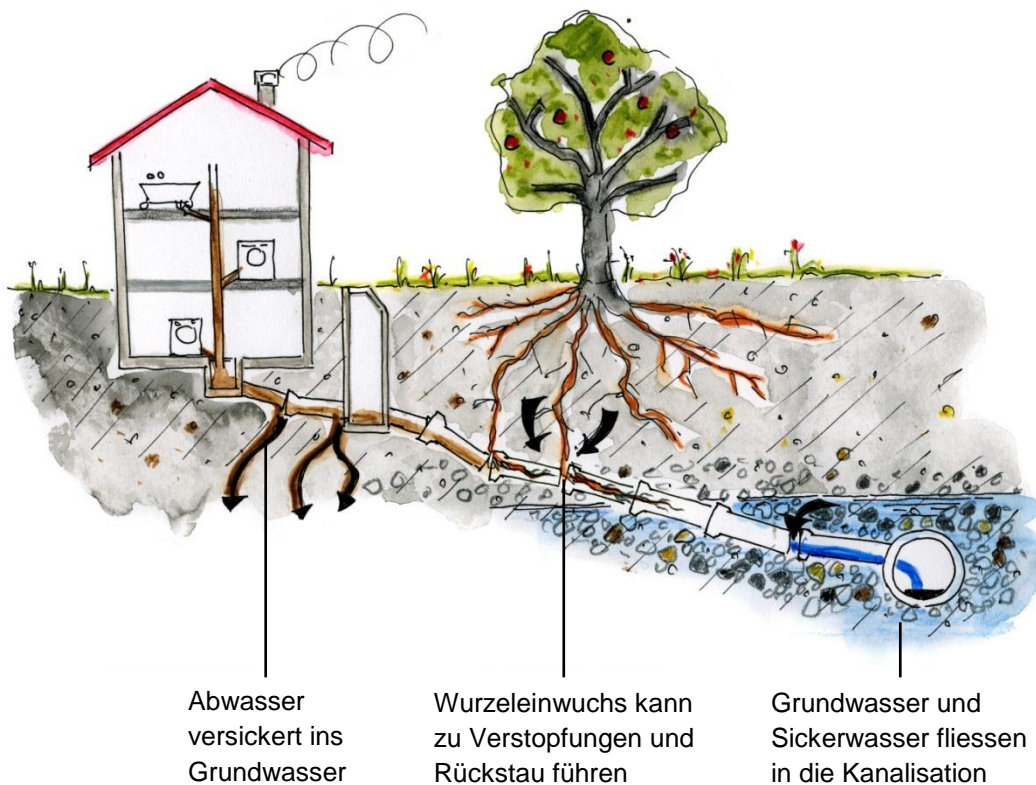 Abwasser
versickert ins
Grundwasser
Wurzeleinwuchs kann
zu Verstopfungen und
Rückstau führen
Grundwasser und
Sickerwasser fliessen
in die Kanalisation